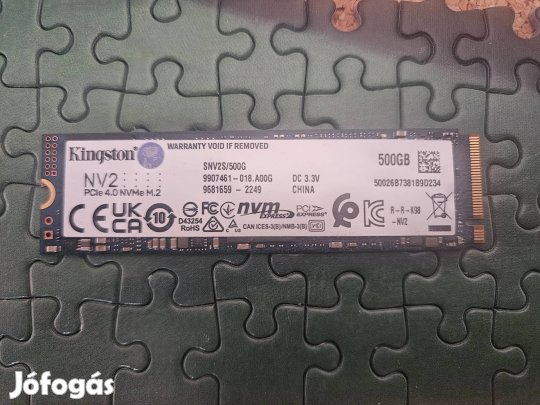 WARRANTY VOID IF REMOVED
Kingston
SNV2S/500G
500GB
NV2
9907461-018.A00G
DC 3.3V
PCIe 4.0 NVMe M.2
9681659 - 2249
CHINA
50026B738189D234
CE UK CA 10
D43254
RoHS
FC
nvm EXPRESS
PCI EXPRESS
R-R-K98
-NV2
CAN ICES-3(B)/NMB-3(B)
Jófogás